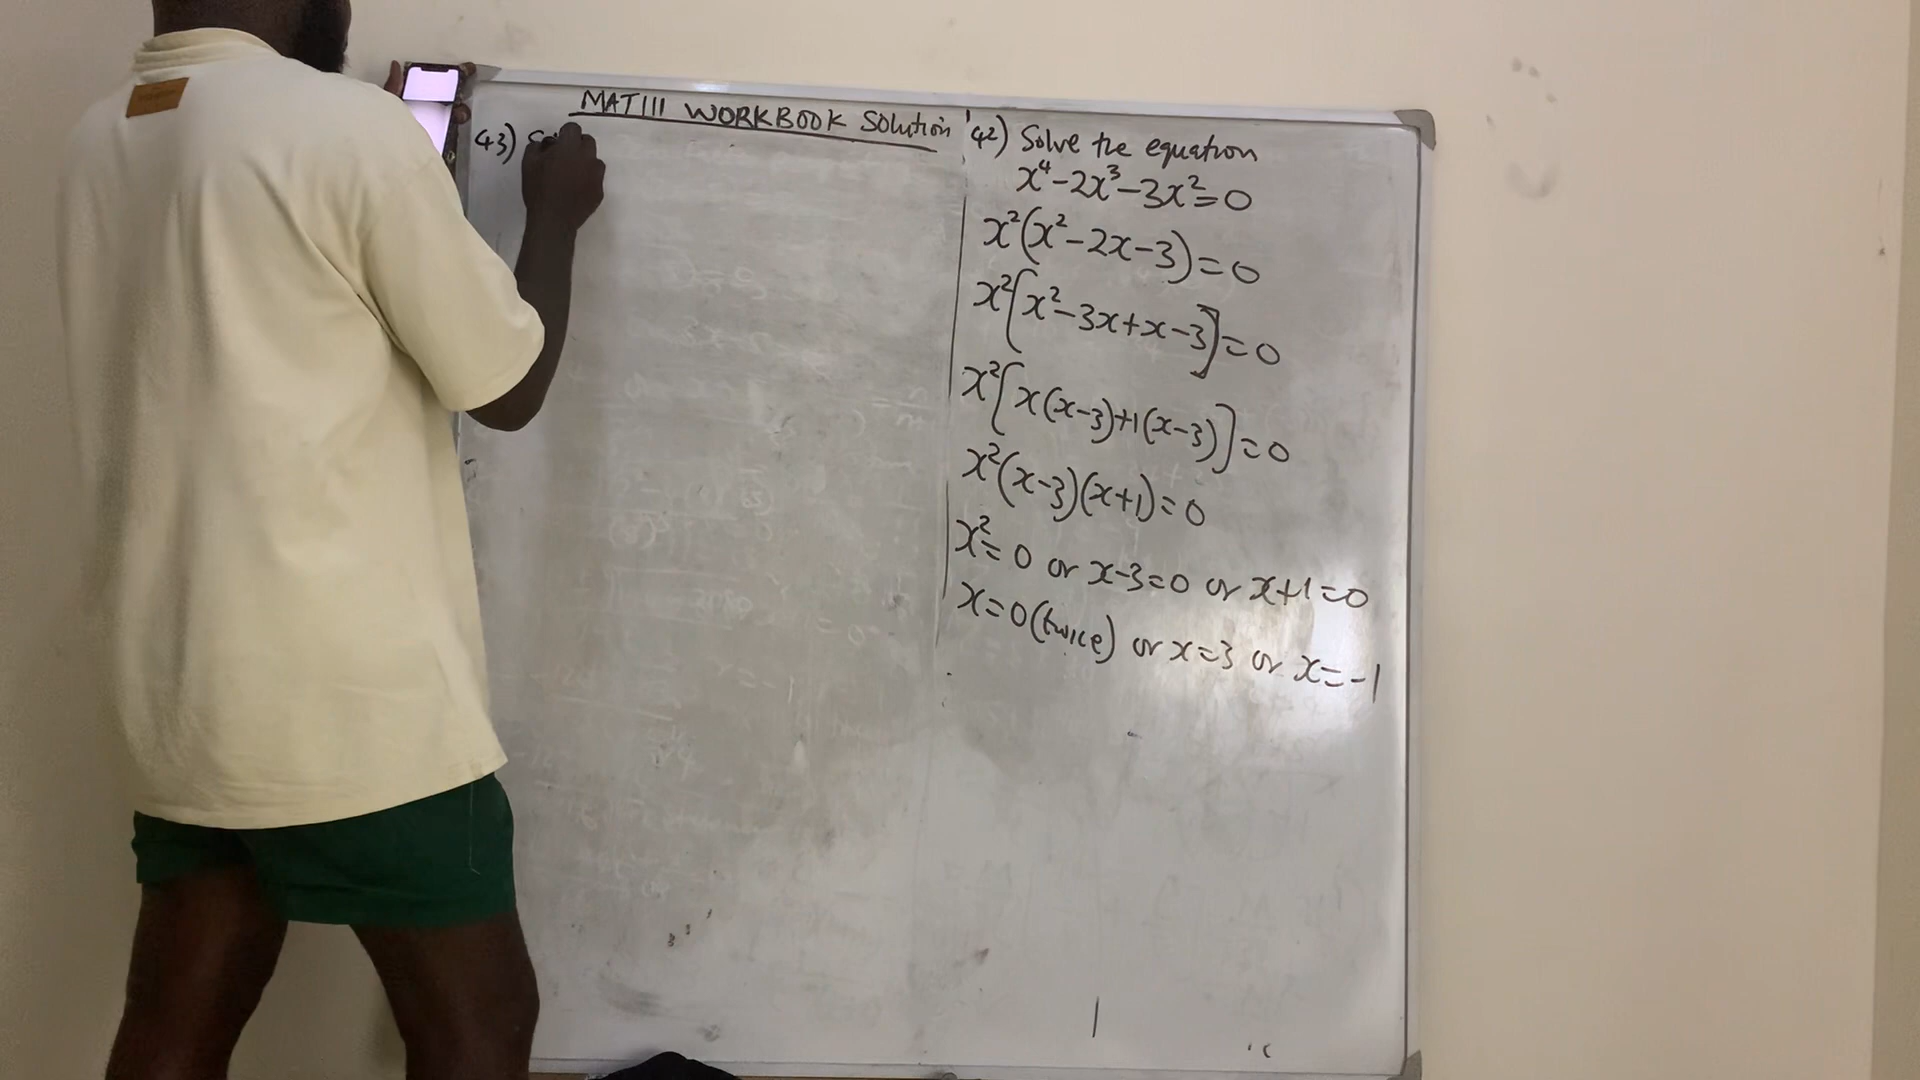 MAT111 WORKBOOK Solution
43)
42) Solve the equation
x⁴-2x³-3x²=0
x²(x²-2x-3)=0
x²[x²-3x+x-3]=0
x²[x(x-3)+1(x-3)]=0
x²(x-3)(x+1)=0
x²=0 or x-3=0 or x+1=0
x=0(twice) or x=3 or x=-1